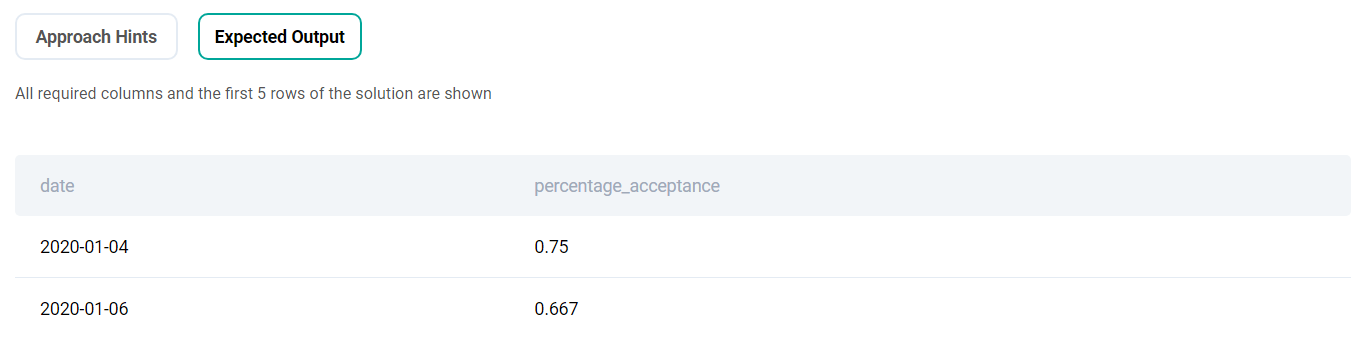 Approach Hints Expected Output
All required columns and the first 5 rows of the solution are shown
date percentage_acceptance
2020-01-04 0.75
2020-01-06 0.667